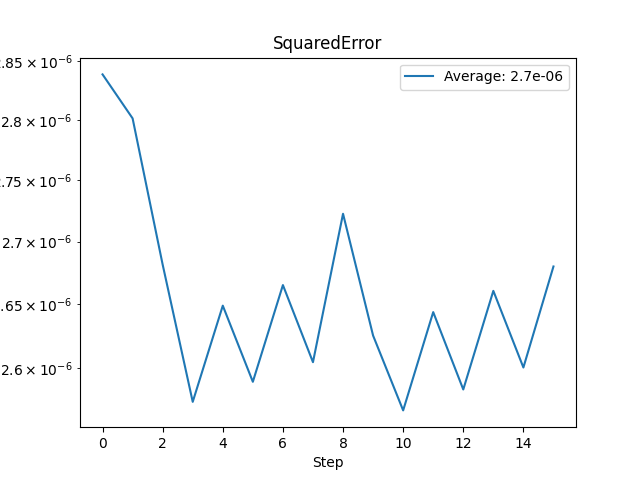 SquaredError
Average: 2.7e-06
.85 × 10⁻⁶
2.8 × 10⁻⁶
2.75 × 10⁻⁶
2.7 × 10⁻⁶
.65 × 10⁻⁶
2.6 × 10⁻⁶
0 2 4 6 8 10 12 14
Step